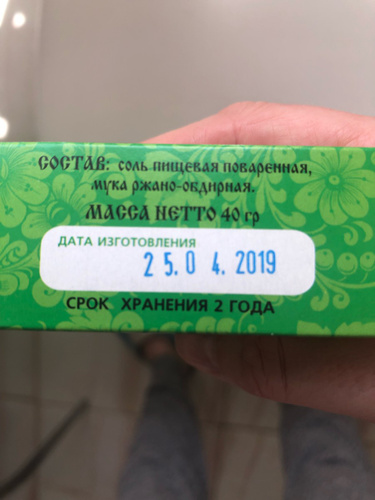 СОСТАВ: соль пищевая поваренная,
мука ржано-обдирная.
МАССА НЕТТО 40 гр
ДАТА ИЗГОТОВЛЕНИЯ
25.04.2019
СРОК ХРАНЕНИЯ 2 ГОДА